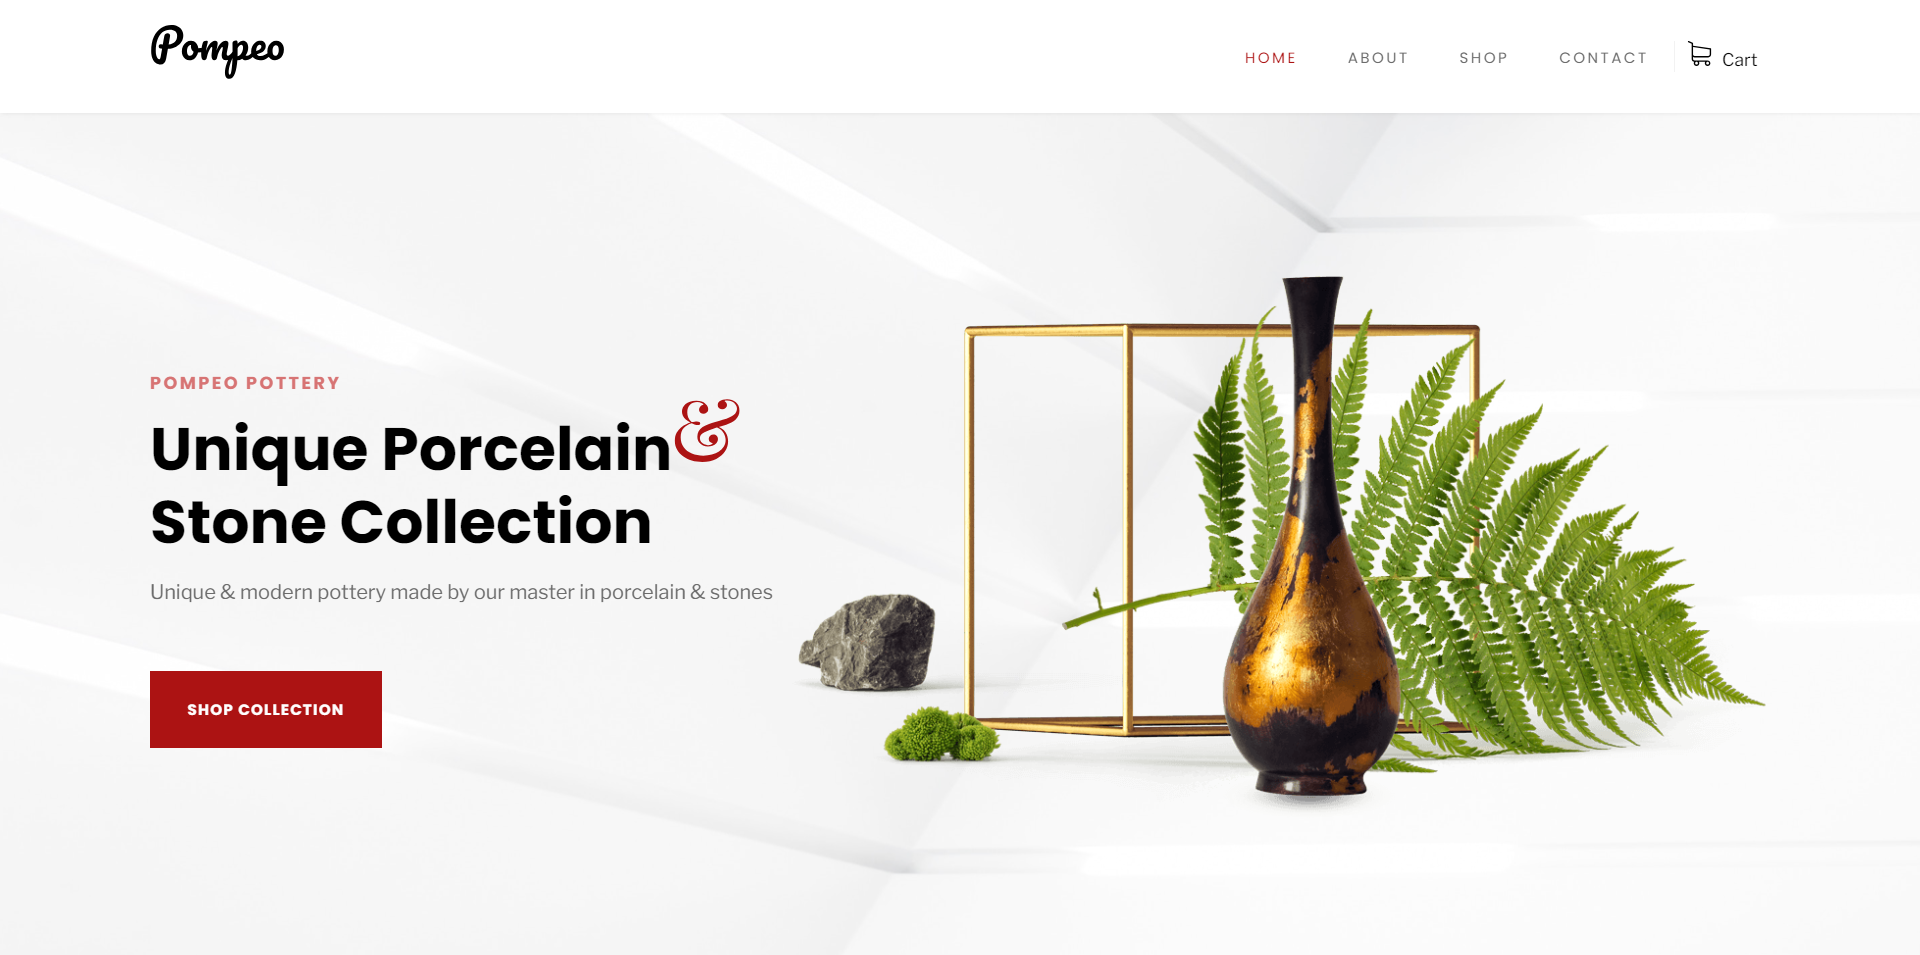 Pompeo
HOME ABOUT SHOP CONTACT Cart
POMPEO POTTERY
Unique Porcelain &
Stone Collection
Unique & modern pottery made by our master in porcelain & stones
SHOP COLLECTION